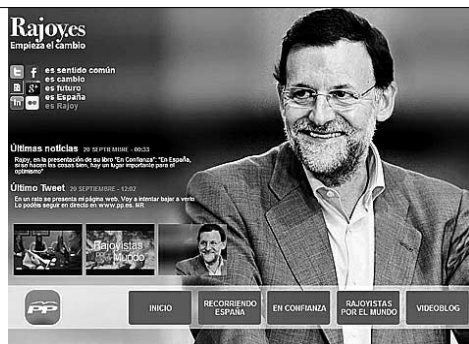 Rajoy.es
Empieza el cambio
es sentido común
es cambio
es futuro
es España
es Rajoy
Últimas noticias 20 SEPTIEMBRE - 00:33
Rajoy, en la presentación de su libro "En Confianza": "En España,
si se hacen las cosas bien, hay un lugar importante para el
optimismo"
Último Tweet 20 SEPTIEMBRE - 12:02
En un rato se presenta mi página web. Voy a intentar bajar a verlo
Lo podéis seguir en directo en www.pp.es. MR
Rajoyistas
por el Mundo
PP
INICIO
RECORRIENDO
ESPAÑA
EN CONFIANZA
RAJOYISTAS
POR EL MUNDO
VIDEOBLOG